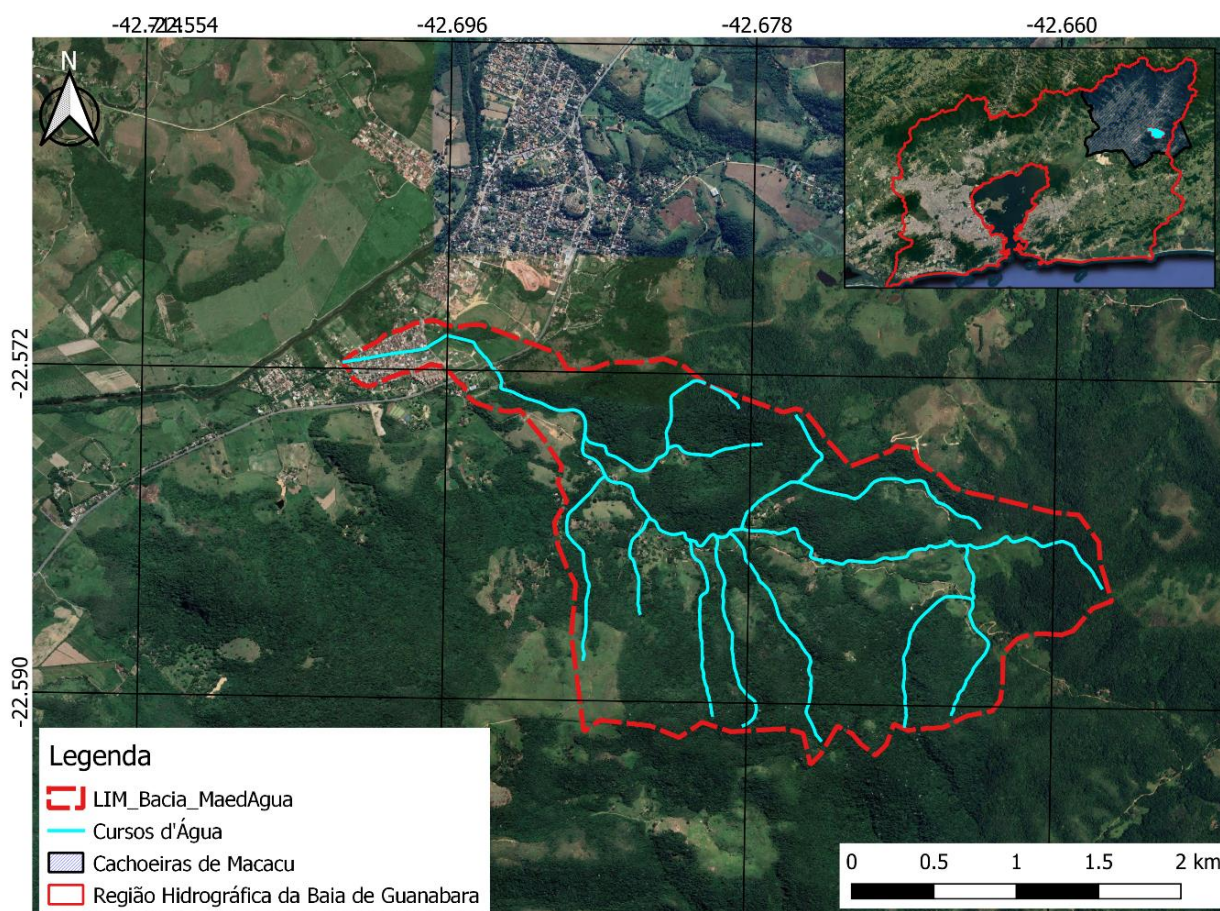 -42.696 -42.678 -42.660
N
-22.572
-22.590
Legenda
LIM_Bacia_MaedAgua
Cursos d'Água
Cachoeiras de Macacu
Região Hidrográfica da Baia de Guanabara
0 0.5 1 1.5 2 km